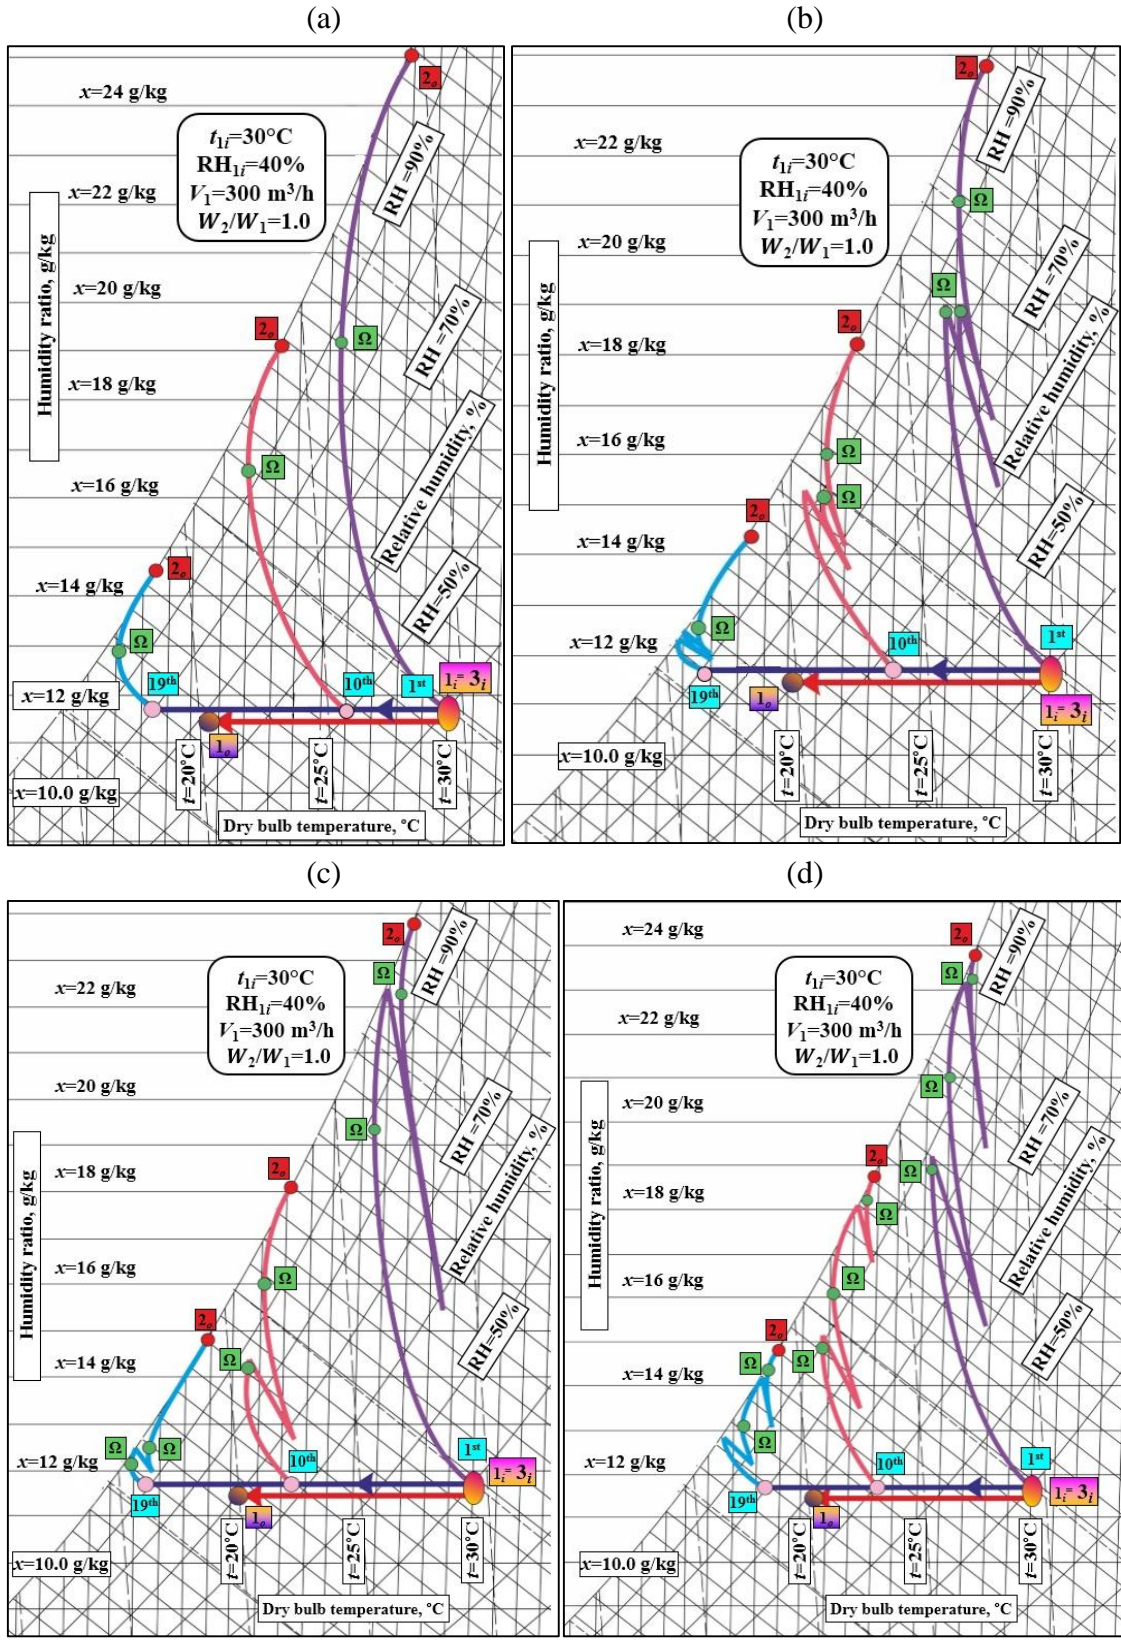 (a)
x=24 g/kg
x=22 g/kg
x=20 g/kg
x=18 g/kg
x=16 g/kg
x=14 g/kg
x=12 g/kg
x=10.0 g/kg
t1i=30°C
RH1i=40%
V1=300 m³/h
W2/W1=1.0
Humidity ratio, g/kg
RH =90%
RH =70%
Relative humidity, %
RH=50%
2o
2o
2o
Ω
Ω
Ω
19th
10th
1st
1i= 3i
1o
t=20°C
t=25°C
t=30°C
Dry bulb temperature, °C
(b)
x=22 g/kg
x=20 g/kg
x=18 g/kg
x=16 g/kg
x=14 g/kg
x=12 g/kg
x=10.0 g/kg
t1i=30°C
RH1i=40%
V1=300 m³/h
W2/W1=1.0
Humidity ratio, g/kg
RH =90%
RH =70%
Relative humidity, %
RH=50%
2o
2o
2o
Ω
Ω
Ω
Ω
Ω
19th
10th
1st
1i= 3i
1o
t=20°C
t=25°C
t=30°C
Dry bulb temperature, °C
(c)
x=22 g/kg
x=20 g/kg
x=18 g/kg
x=16 g/kg
x=14 g/kg
x=12 g/kg
x=10.0 g/kg
t1i=30°C
RH1i=40%
V1=300 m³/h
W2/W1=1.0
Humidity ratio, g/kg
RH =90%
RH =70%
Relative humidity, %
RH=50%
2o
2o
2o
Ω
Ω
Ω
Ω
Ω
Ω
19th
10th
1st
1i= 3i
1o
t=20°C
t=25°C
t=30°C
Dry bulb temperature, °C
(d)
x=24 g/kg
x=22 g/kg
x=20 g/kg
x=18 g/kg
x=16 g/kg
x=14 g/kg
x=12 g/kg
x=10.0 g/kg
t1i=30°C
RH1i=40%
V1=300 m³/h
W2/W1=1.0
Humidity ratio, g/kg
RH =90%
RH =70%
Relative humidity, %
RH=50%
2o
2o
2o
Ω
Ω
Ω
Ω
Ω
Ω
Ω
Ω
19th
10th
1st
1i= 3i
1o
t=20°C
t=25°C
t=30°C
Dry bulb temperature, °C